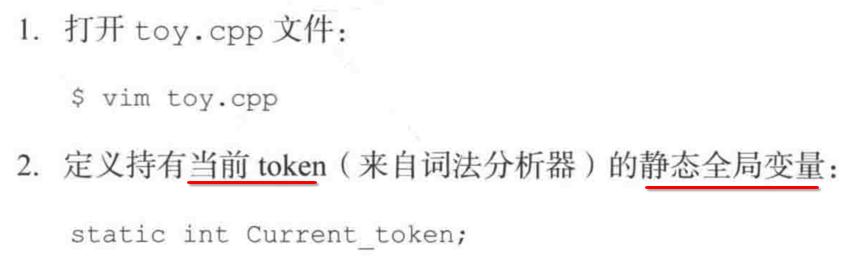 1. 打开 toy.cpp 文件：
$ vim toy.cpp
2. 定义持有当前 token（来自词法分析器）的静态全局变量：
static int Current_token;